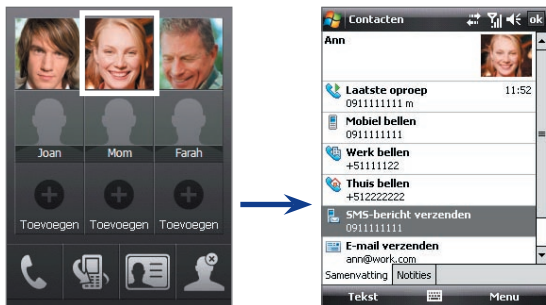 Joan Mom Farah
Toevoegen Toevoegen Toevoegen
Contacten ok
Ann
Laatste oproep 11:52
0911111111 m
Mobiel bellen
0911111111
Werk bellen
+51111122
Thuis bellen
+512222222
SMS-bericht verzenden
0911111111
E-mail verzenden
ann@work.com
Samenvatting Notities
Tekst Menu